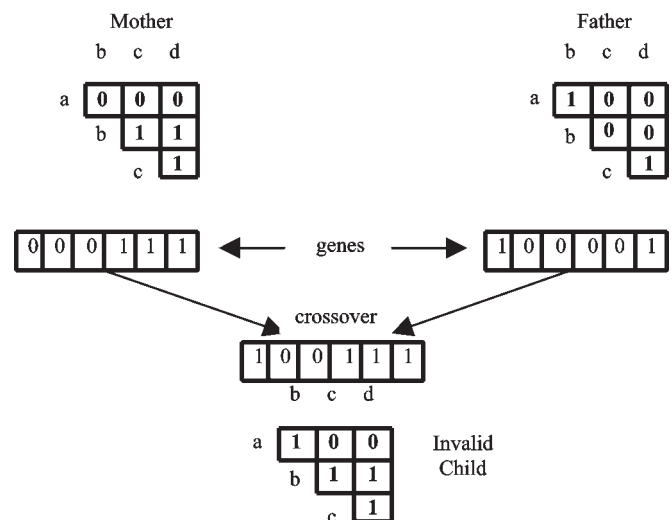 Mother Father
b c d b c d
a 0 0 0 a 1 0 0
b 1 1 b 0 0
c 1 c 1
0 0 0 1 1 1 genes 1 0 0 0 0 1
crossover
1 0 0 1 1 1
b c d
a 1 0 0 Invalid
b 1 1 Child
c 1